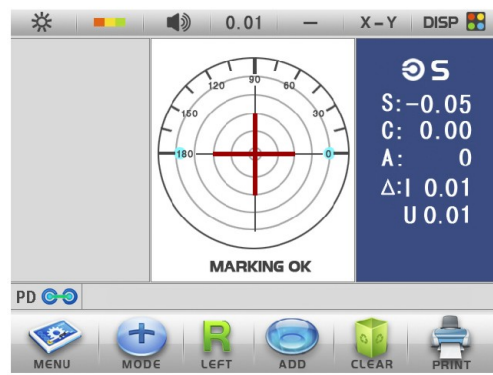 0.01 — X-Y DISP
120 90 60
150 30
180 0
MARKING OK
S
S:-0.05
C: 0.00
A: 0
Δ:I 0.01
U 0.01
PD
R
MENU MODE LEFT ADD CLEAR PRINT